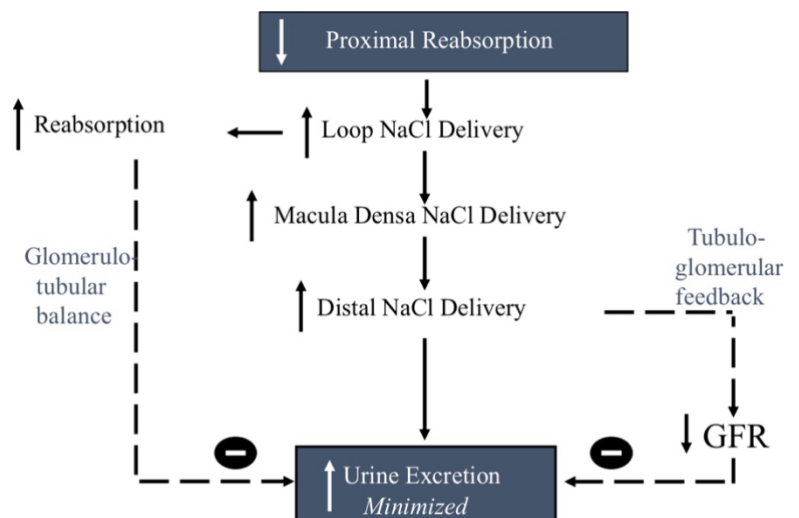 Proximal Reabsorption
Reabsorption
Loop NaCl Delivery
Macula Densa NaCl Delivery
Glomerulo-
tubular
balance
Tubulo-
glomerular
feedback
Distal NaCl Delivery
GFR
Urine Excretion
Minimized